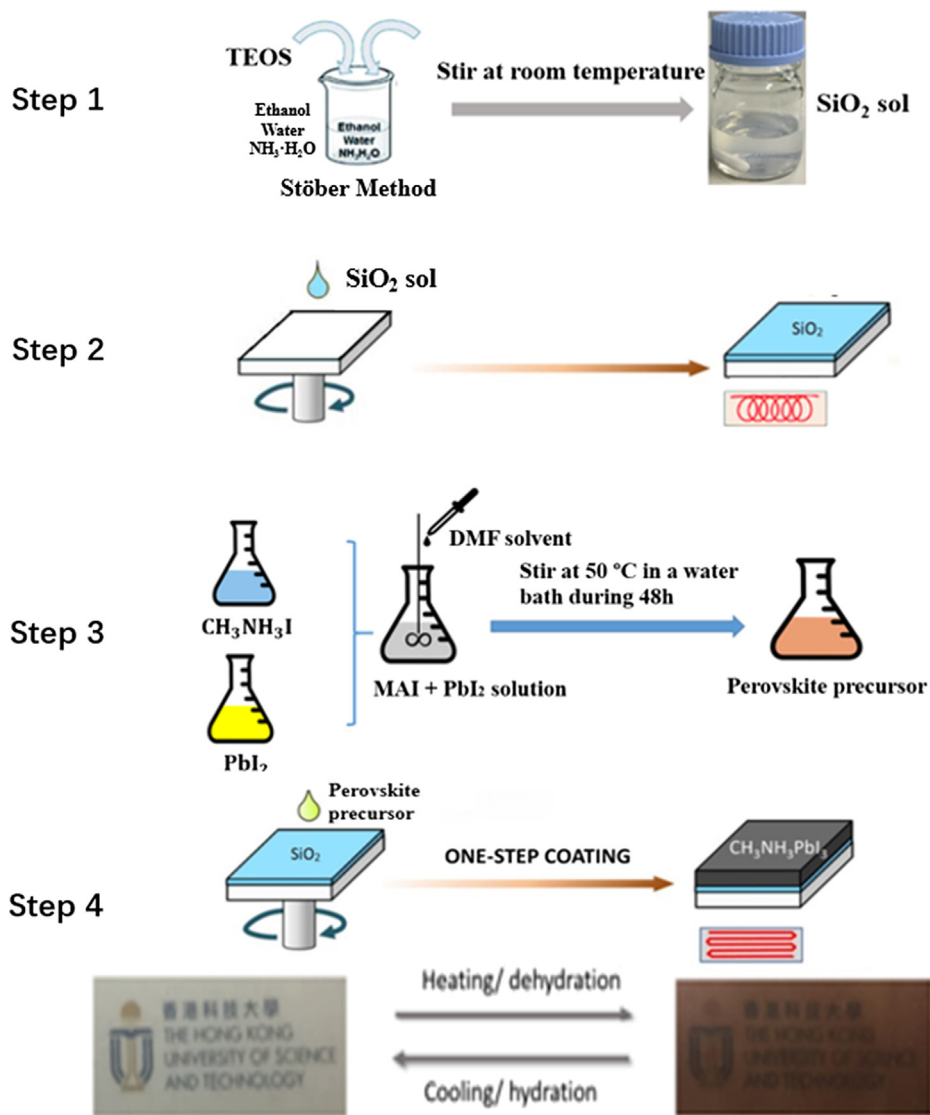 Step 1
TEOS
Ethanol
Water
NH₃·H₂O
Ethanol
Water
NH₃H₂O
Stöber Method
Stir at room temperature
SiO₂ sol
Step 2
SiO₂ sol
SiO₂
Step 3
CH₃NH₃I
PbI₂
DMF solvent
MAI + PbI₂ solution
Stir at 50 °C in a water
bath during 48h
Perovskite precursor
Step 4
Perovskite
precursor
SiO₂
ONE-STEP COATING
CH₃NH₃PbI₃
香港科技大學
THE HONG KONG
UNIVERSITY OF SCIENCE
AND TECHNOLOGY
Heating/ dehydration
Cooling/ hydration
香港科技大學
THE HONG KONG
UNIVERSITY OF SCIENCE
AND TECHNOLOGY